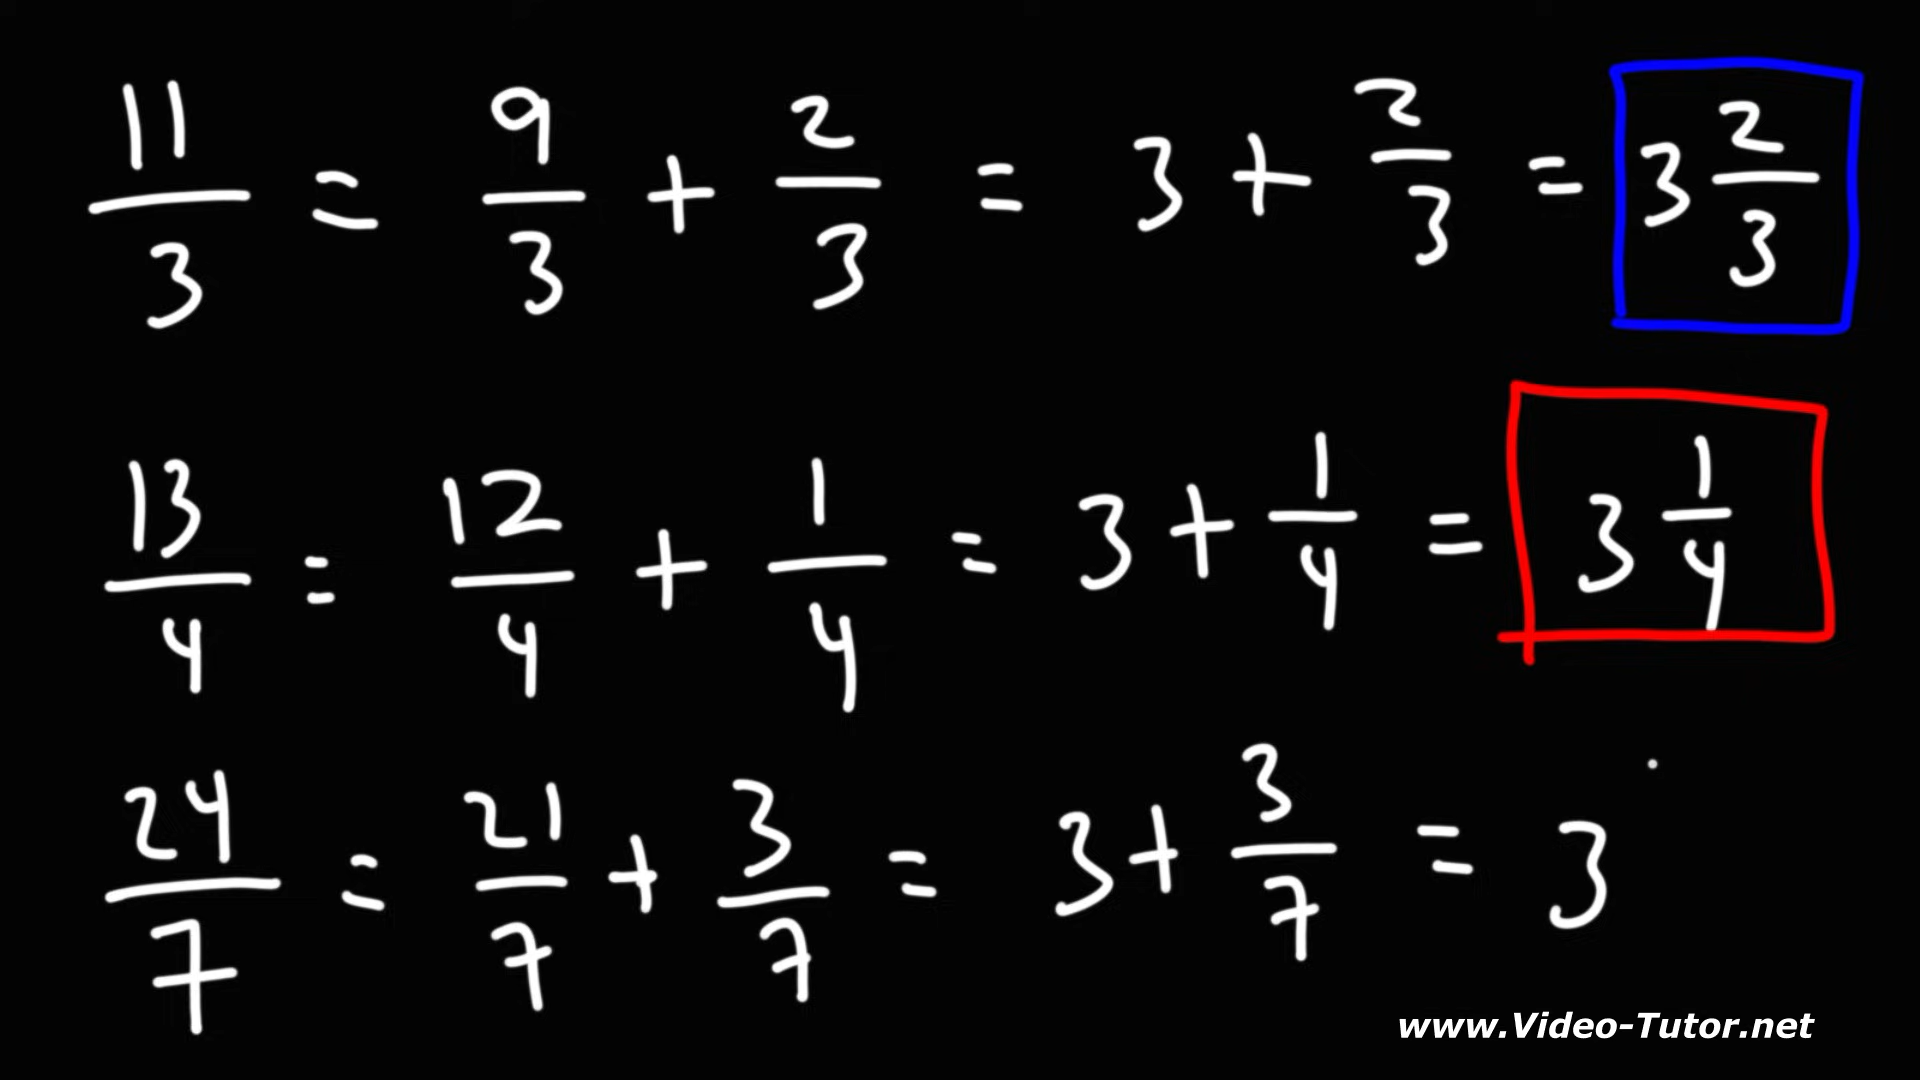 11/3 = 9/3 + 2/3 = 3 + 2/3 = 3 2/3
13/4 = 12/4 + 1/4 = 3 + 1/4 = 3 1/4
24/7 = 21/7 + 3/7 = 3 + 3/7 = 3
www.Video-Tutor.net